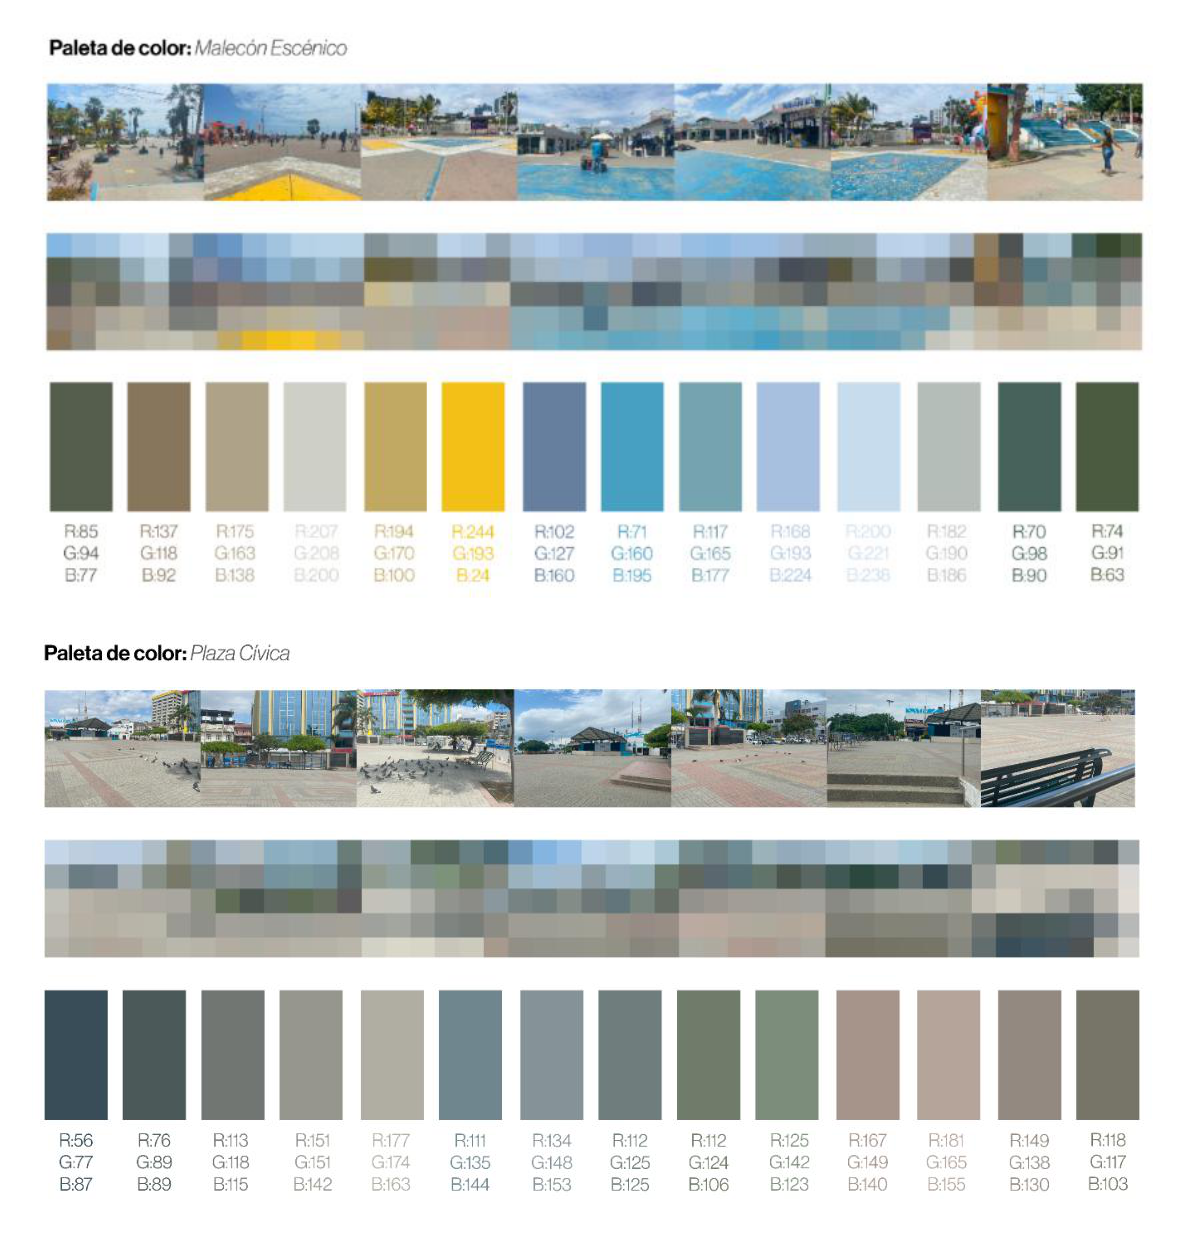 Paleta de color: Malecón Escénico
R:85 R:137 R:175 R:207 R:194 R:244 R:102 R:71 R:117 R:168 R:200 R:182 R:70 R:74
G:94 G:118 G:163 G:208 G:170 G:193 G:127 G:160 G:165 G:193 G:221 G:190 G:98 G:91
B:77 B:92 B:138 B:200 B:100 B:24 B:160 B:195 B:177 B:224 B:238 B:186 B:90 B:63
Paleta de color: Plaza Cívica
R:56 R:76 R:113 R:151 R:177 R:111 R:134 R:112 R:112 R:125 R:167 R:181 R:149 R:118
G:77 G:89 G:118 G:151 G:174 G:135 G:148 G:125 G:124 G:142 G:149 G:165 G:138 G:117
B:87 B:89 B:115 B:142 B:163 B:144 B:153 B:125 B:106 B:123 B:140 B:155 B:130 B:103